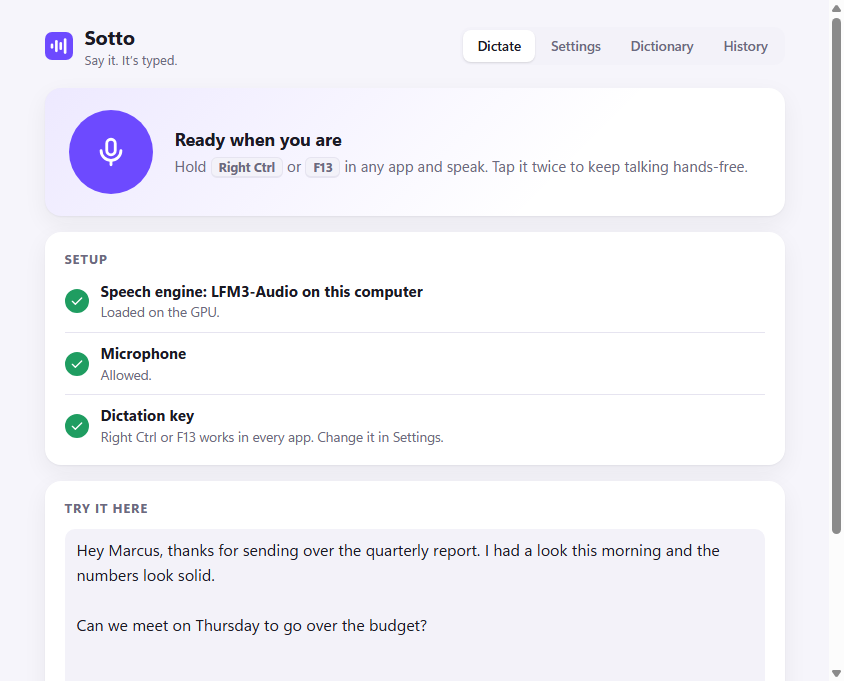 Sotto
Say it. It's typed.
Dictate
Settings
Dictionary
History
Ready when you are
Hold Right Ctrl or F13 in any app and speak. Tap it twice to keep talking hands-free.
SETUP
Speech engine: LFM3-Audio on this computer
Loaded on the GPU.
Microphone
Allowed.
Dictation key
Right Ctrl or F13 works in every app. Change it in Settings.
TRY IT HERE
Hey Marcus, thanks for sending over the quarterly report. I had a look this morning and the
numbers look solid.
Can we meet on Thursday to go over the budget?